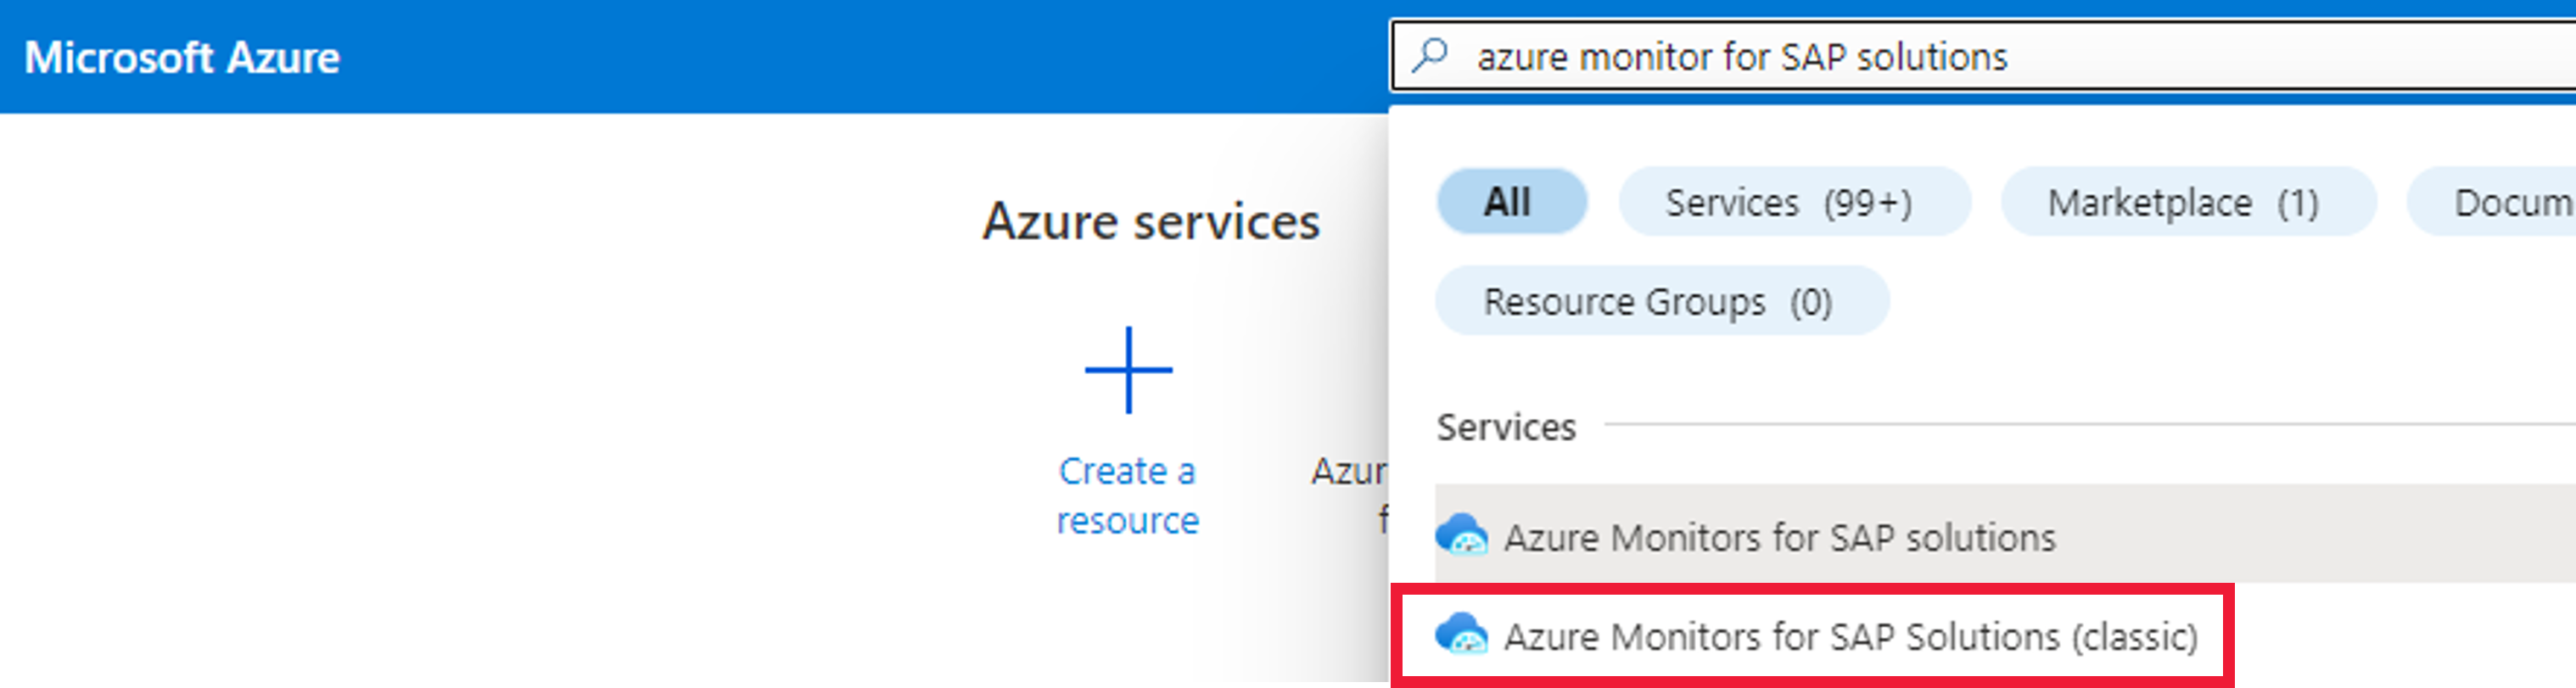 Microsoft Azure
azure monitor for SAP solutions
All
Services (99+)
Marketplace (1)
Docum
Resource Groups (0)
Azure services
Create a
resource
Azur
f
Services
Azure Monitors for SAP solutions
Azure Monitors for SAP Solutions (classic)